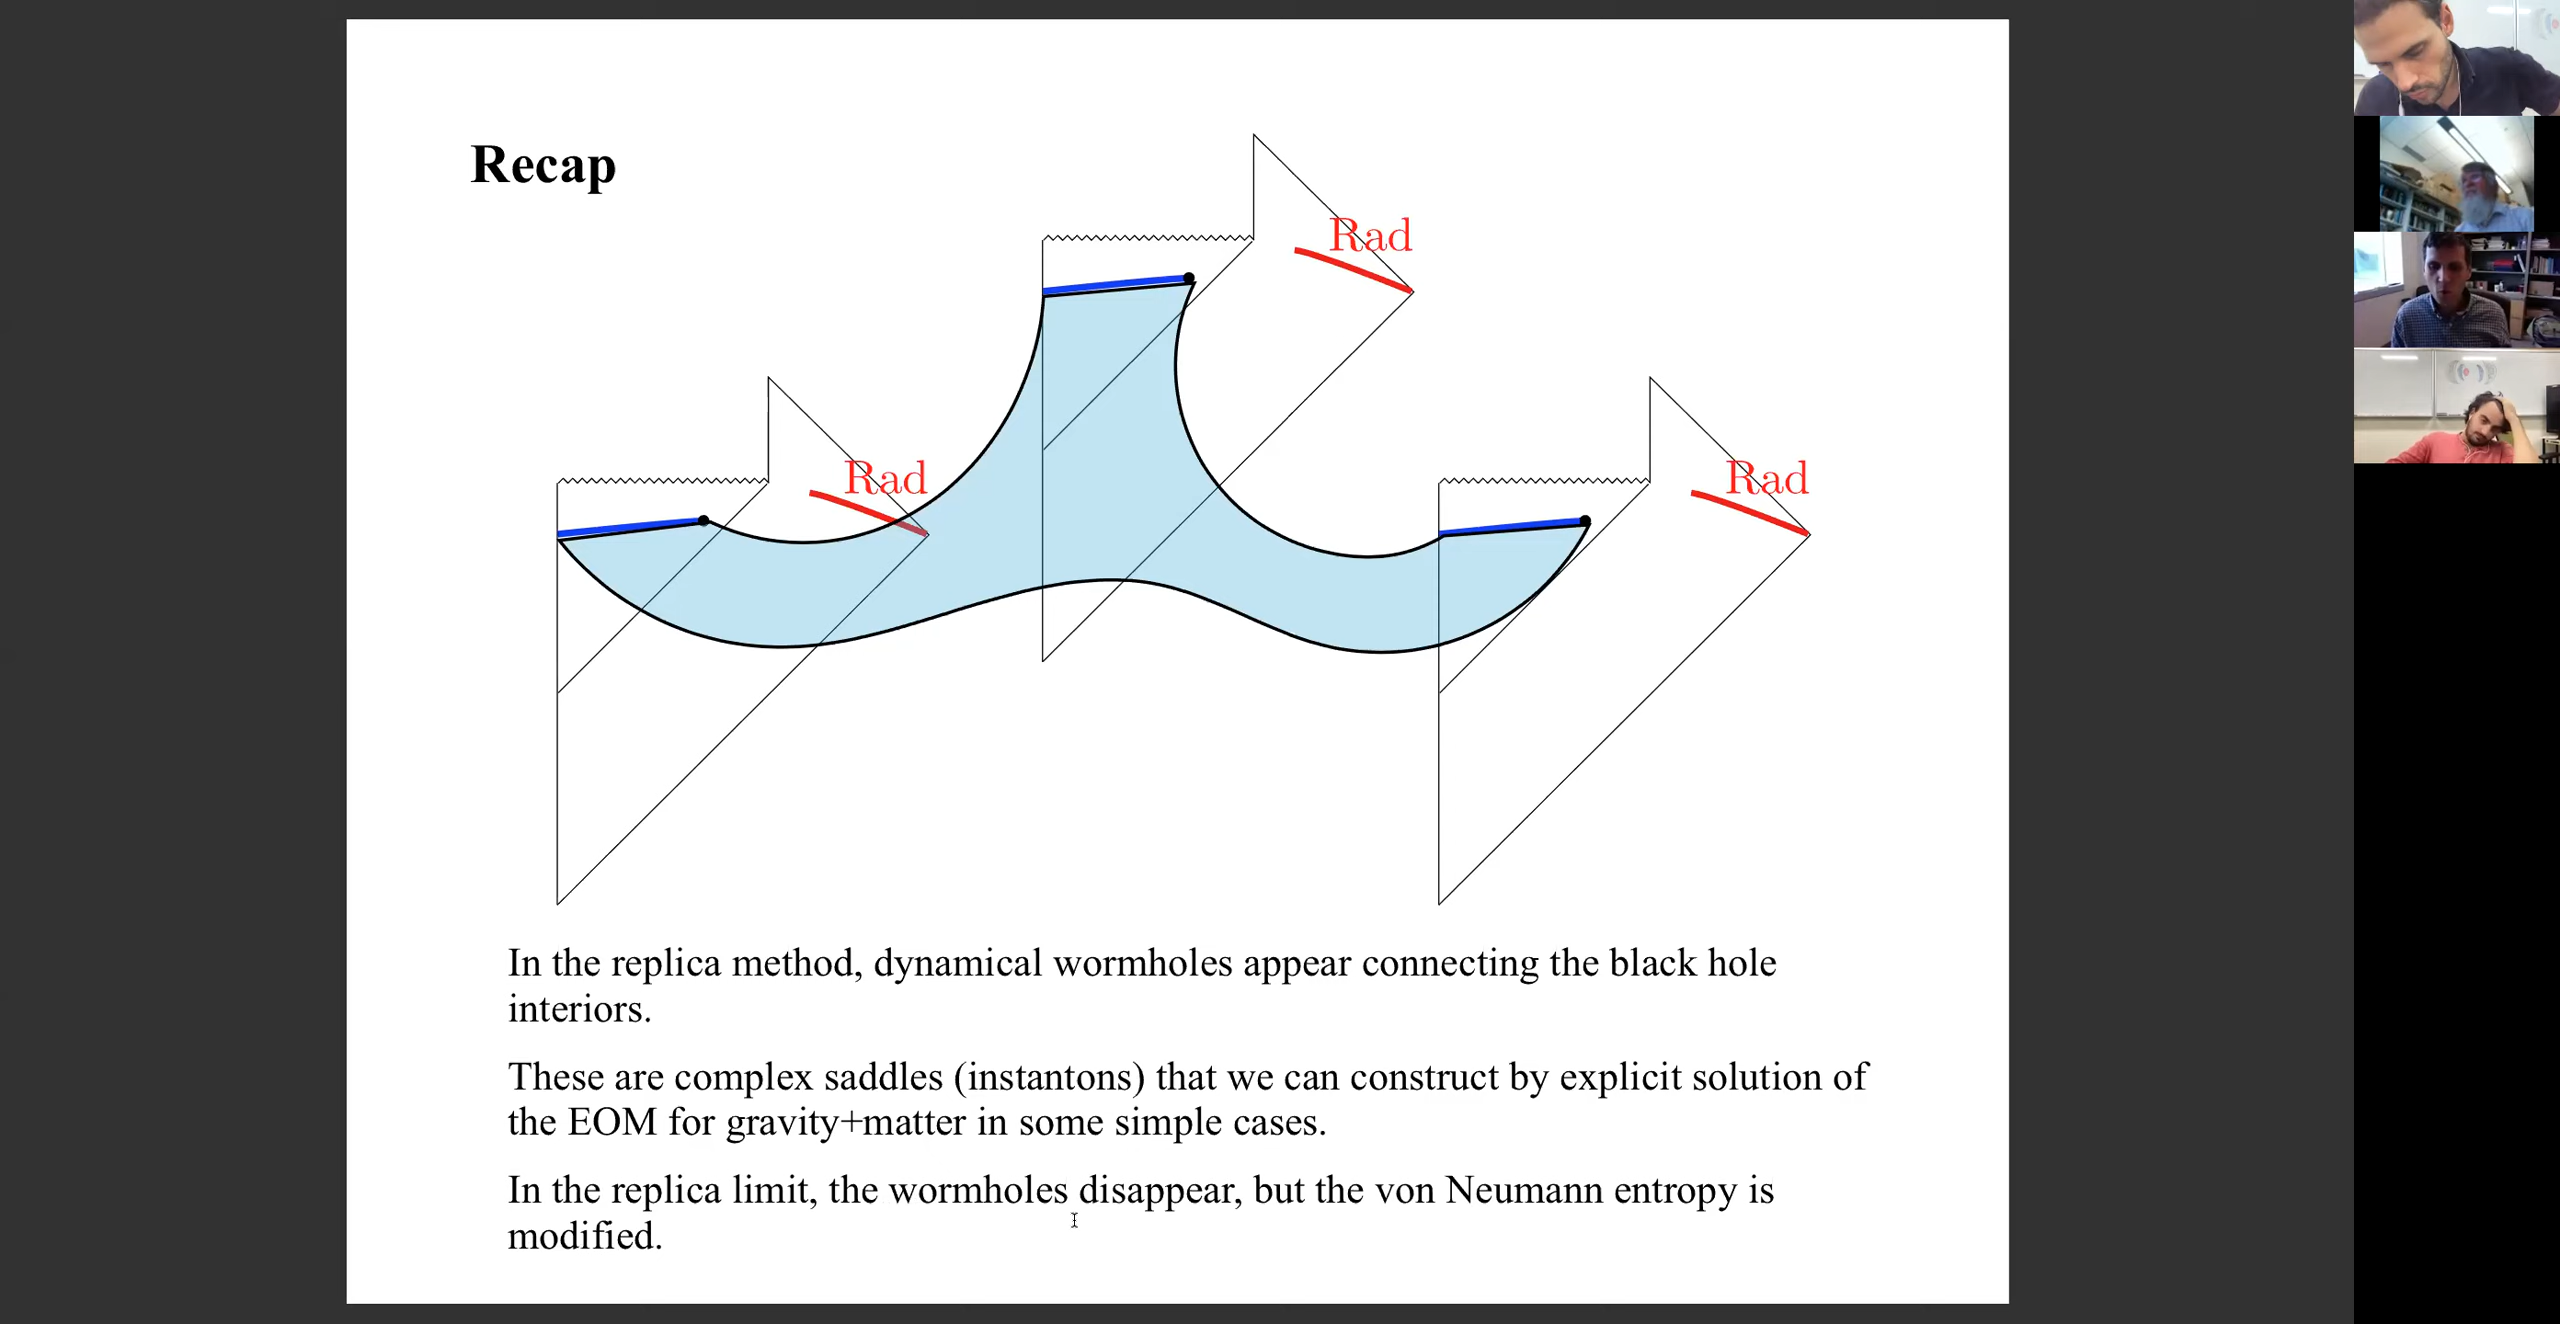 Recap
Rad
Rad
Rad
In the replica method, dynamical wormholes appear connecting the black hole
interiors.
These are complex saddles (instantons) that we can construct by explicit solution of
the EOM for gravity+matter in some simple cases.
In the replica limit, the wormholes disappear, but the von Neumann entropy is
modified.